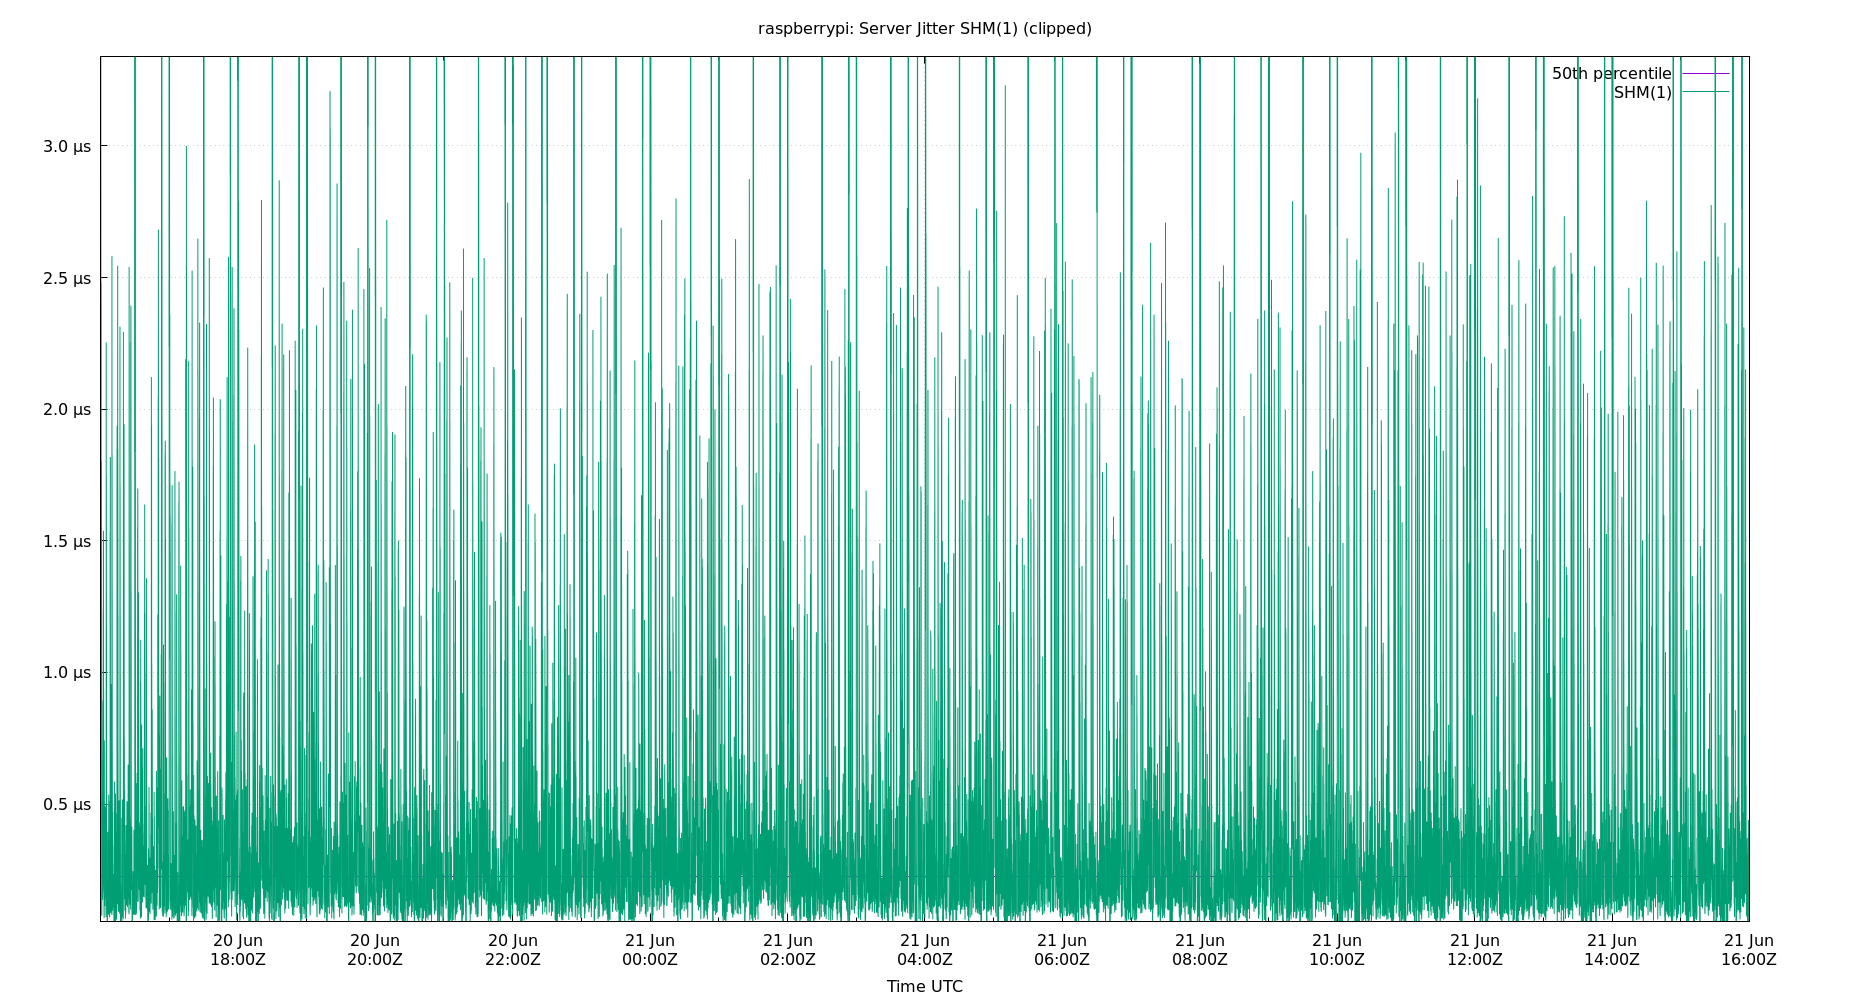 raspberrypi: Server Jitter SHM(1) (clipped)
50th percentile
SHM(1)
3.0 µs
2.5 µs
2.0 µs
1.5 µs
1.0 µs
0.5 µs
20 Jun 20 Jun 20 Jun 21 Jun 21 Jun 21 Jun 21 Jun 21 Jun 21 Jun 21 Jun 21 Jun 21 Jun
18:00Z 20:00Z 22:00Z 00:00Z 02:00Z 04:00Z 06:00Z 08:00Z 10:00Z 12:00Z 14:00Z 16:00Z
Time UTC